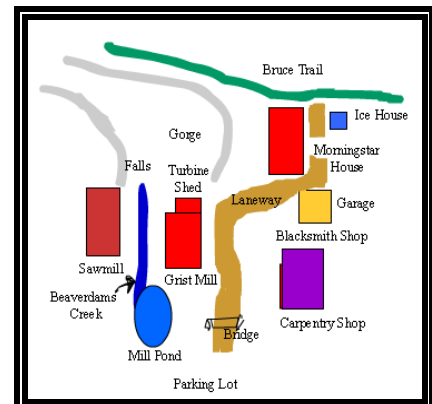 Bruce Trail
Ice House
Gorge
Morningstar
House
Falls
Turbine
Shed
Laneway
Garage
Blacksmith Shop
Sawmill
Grist Mill
Beaverdams
Creek
Carpentry Shop
Bridge
Mill Pond
Parking Lot